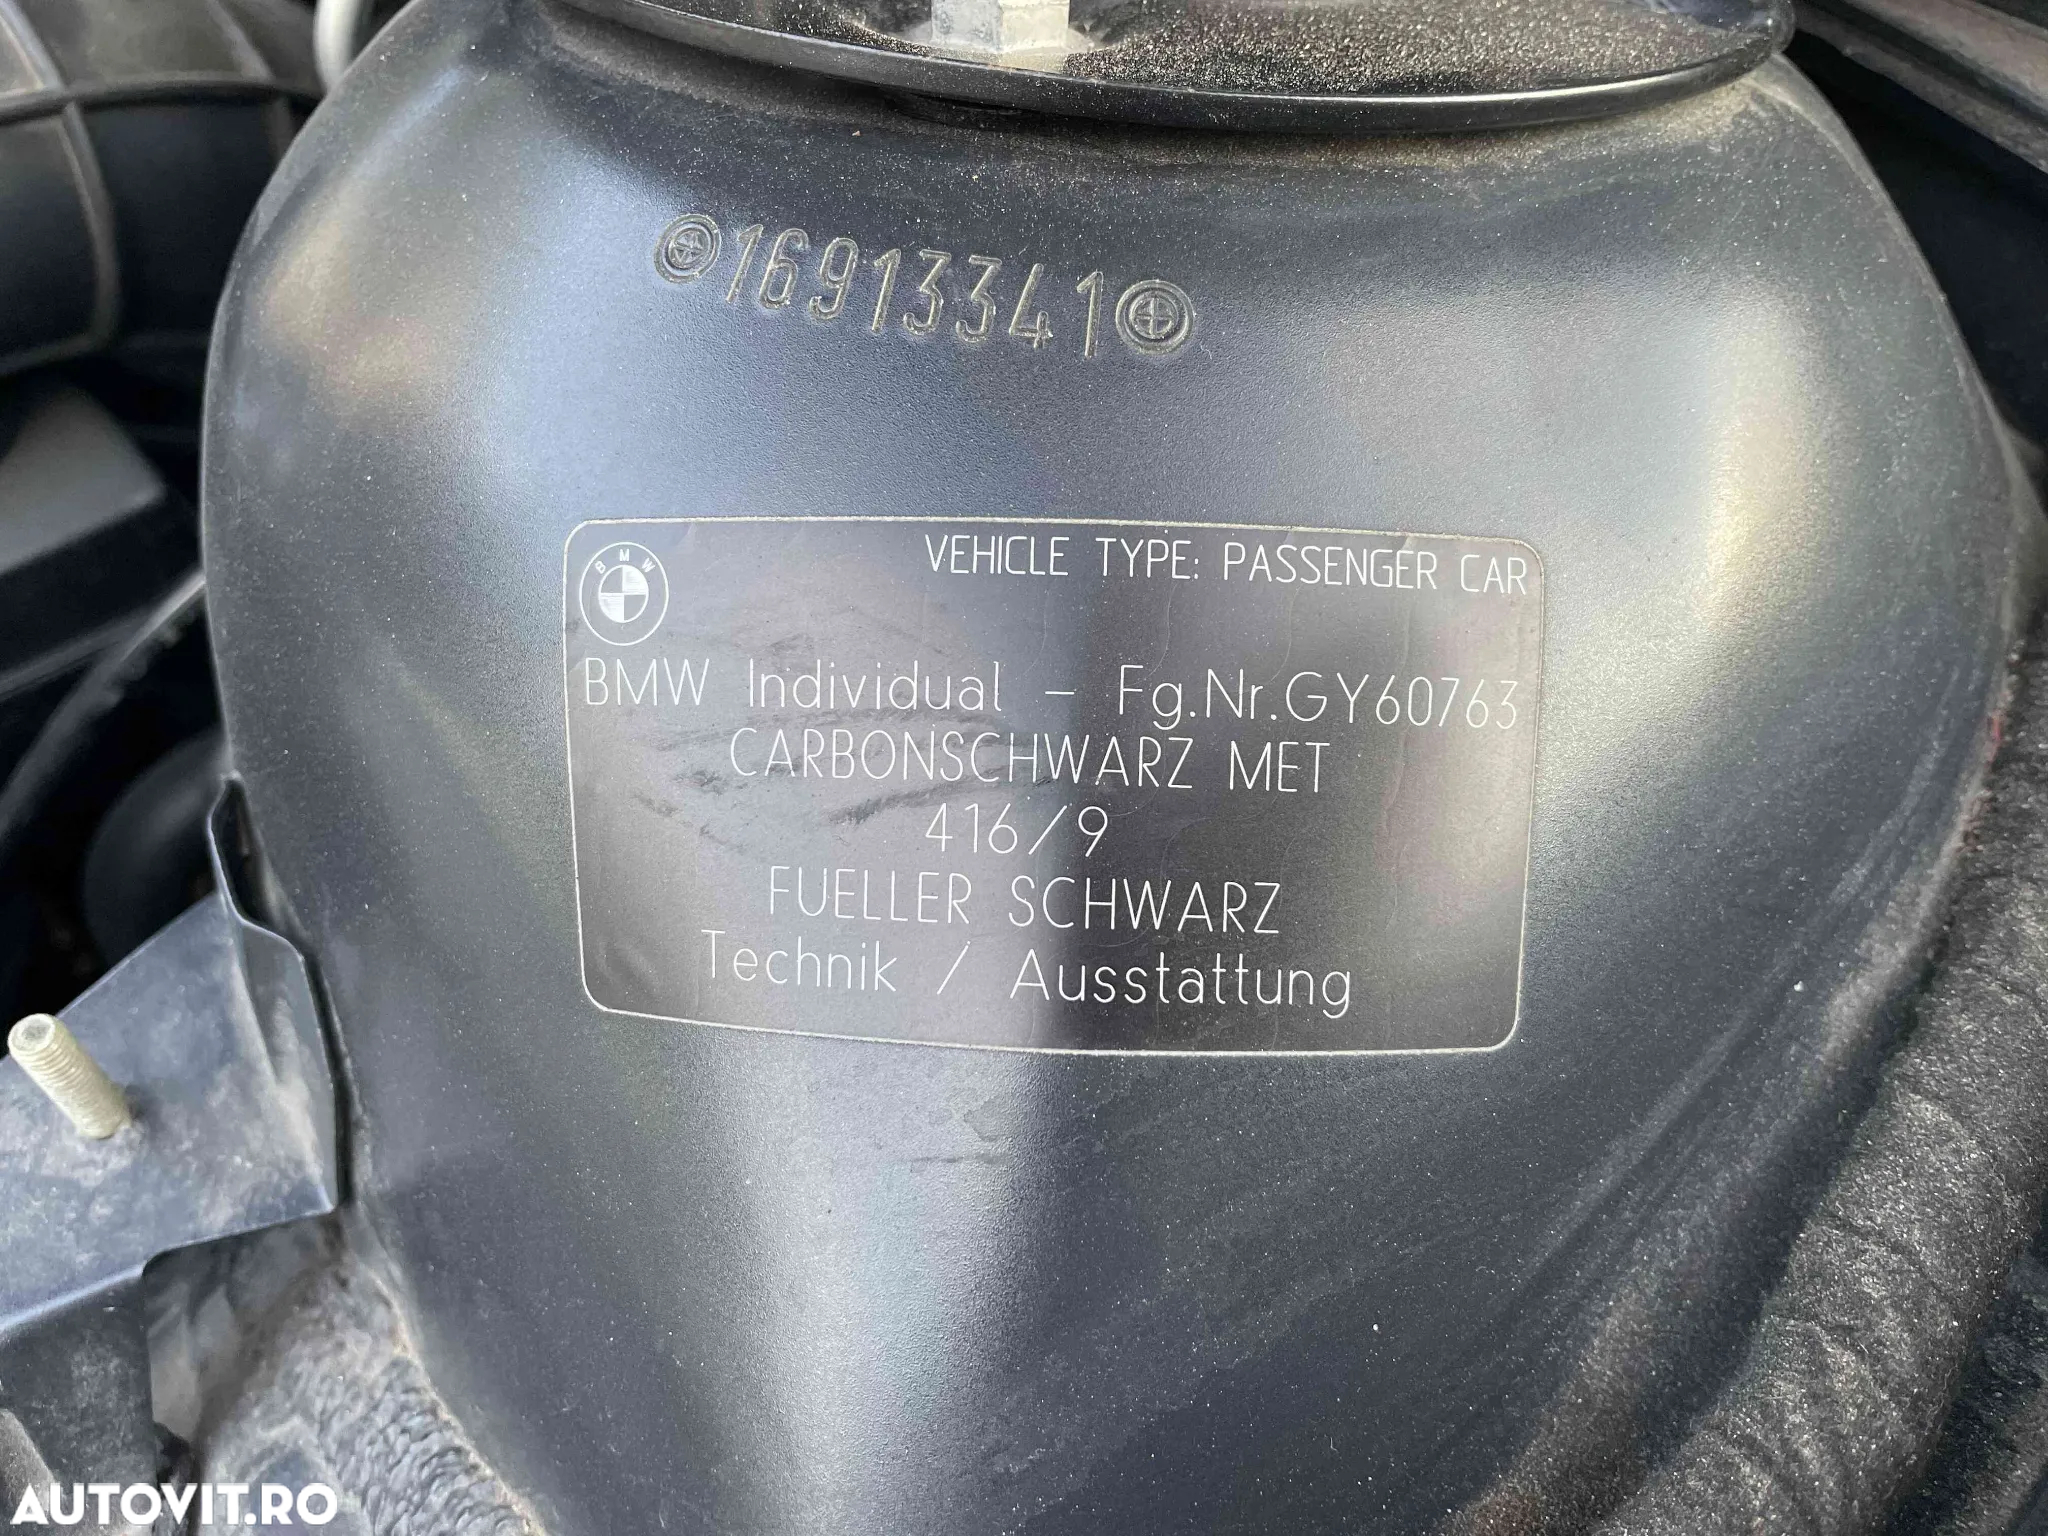 16913341
VEHICLE TYPE: PASSENGER CAR
BMW
BMW Individual - Fg.Nr.GY60763
CARBONSCHWARZ MET
416/9
FUELLER SCHWARZ
Technik / Ausstattung
AUTOVIT.RO